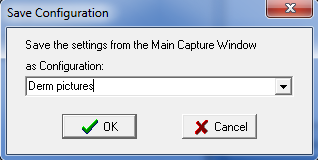 Save Configuration
Save the settings from the Main Capture Window
as Configuration:
Derm pictures
OK
Cancel